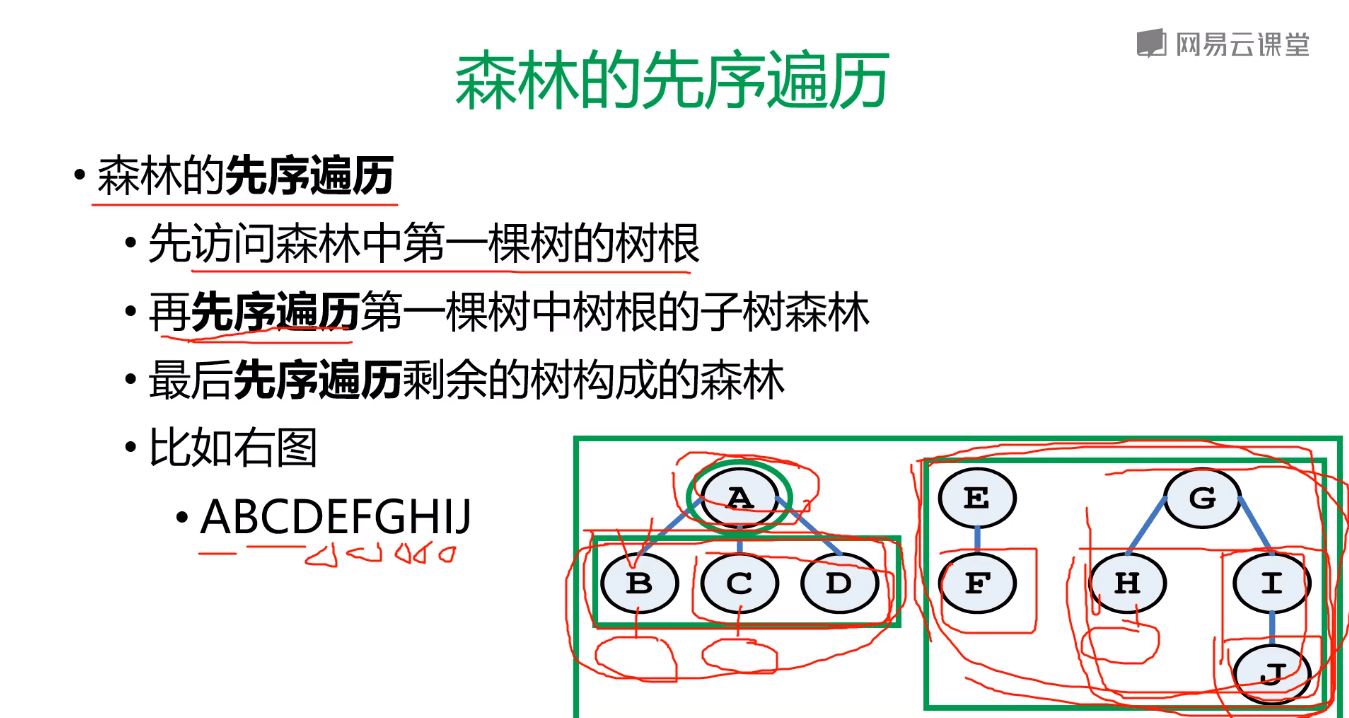 网易云课堂
森林的先序遍历
• 森林的先序遍历
• 先访问森林中第一棵树的树根
• 再先序遍历第一棵树中树根的子树森林
• 最后先序遍历剩余的树构成的森林
• 比如右图
• ABCDEFGHIJ
A E G
B C D F H I
J